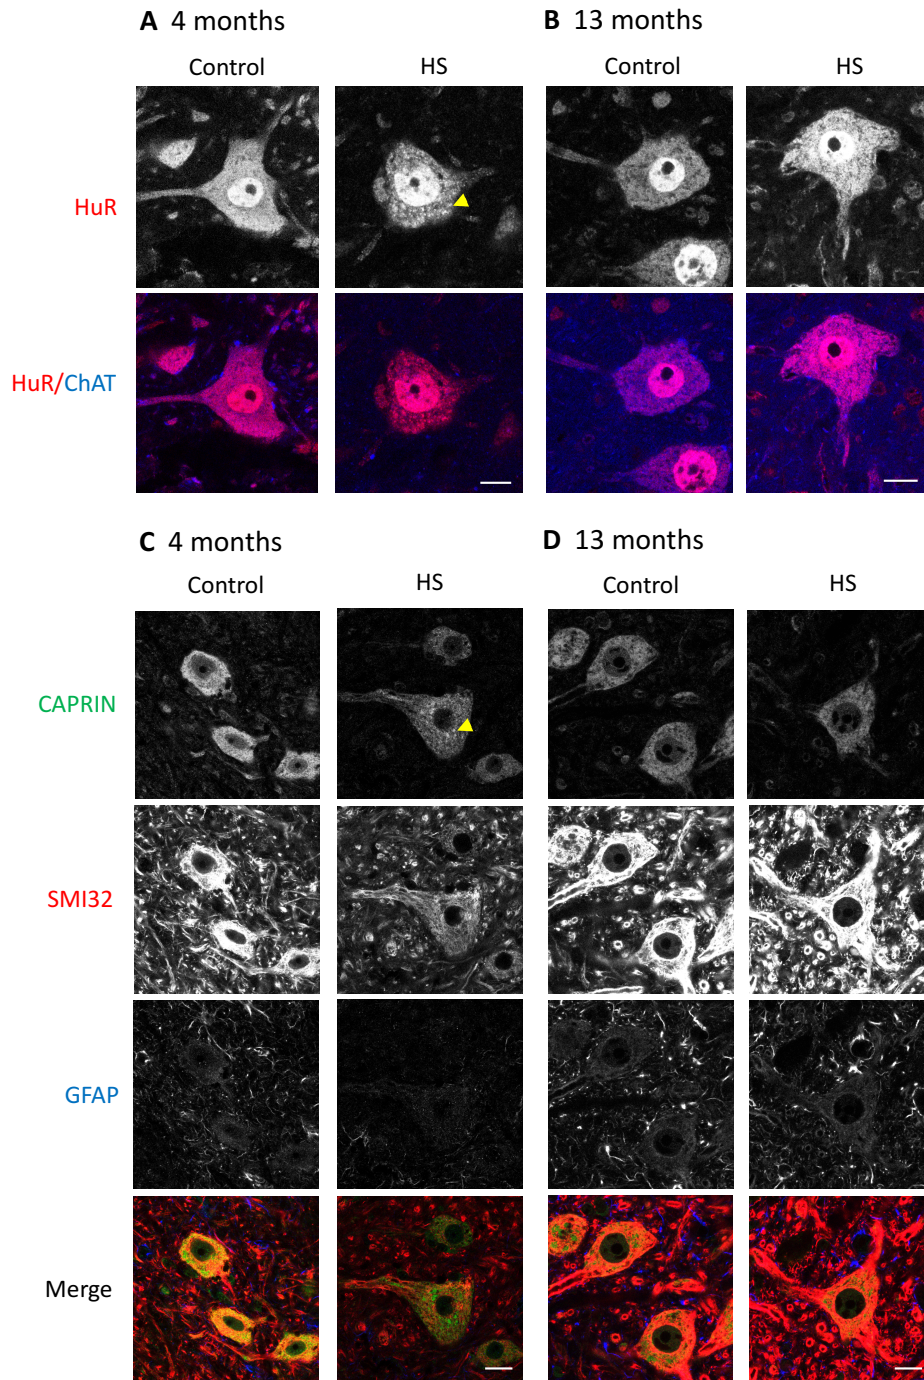 A 4 months
B 13 months
Control
HS
Control
HS
HuR
HuR/ChAT
C 4 months
D 13 months
Control
HS
Control
HS
CAPRIN
SMI32
GFAP
Merge